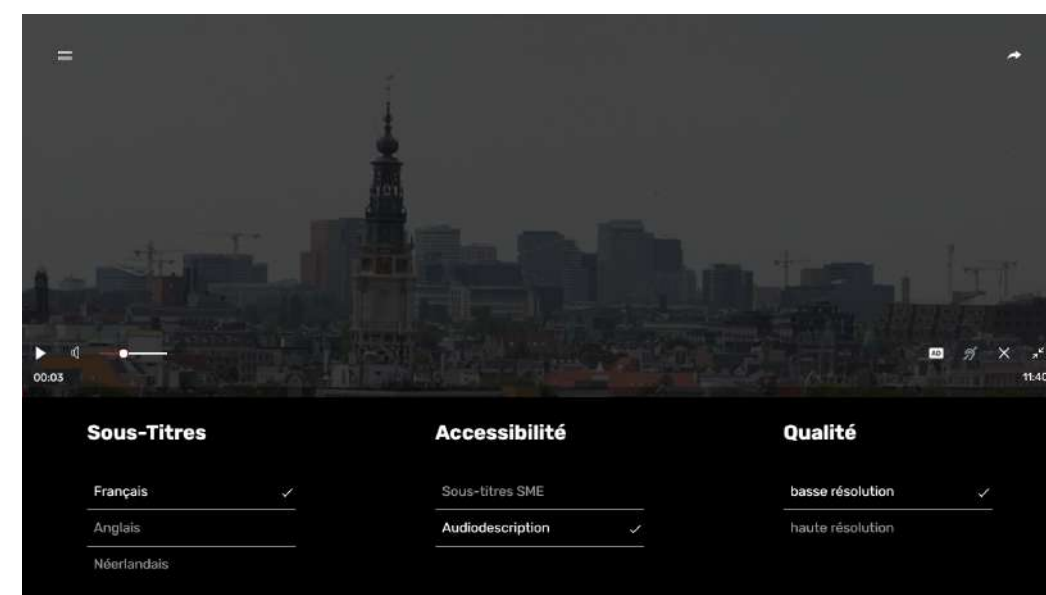 AD
00:03
11:40
Sous-Titres
Accessibilité
Qualité
Français
Sous-titres SME
basse résolution
Anglais
Audiodescription
haute résolution
Néerlandais